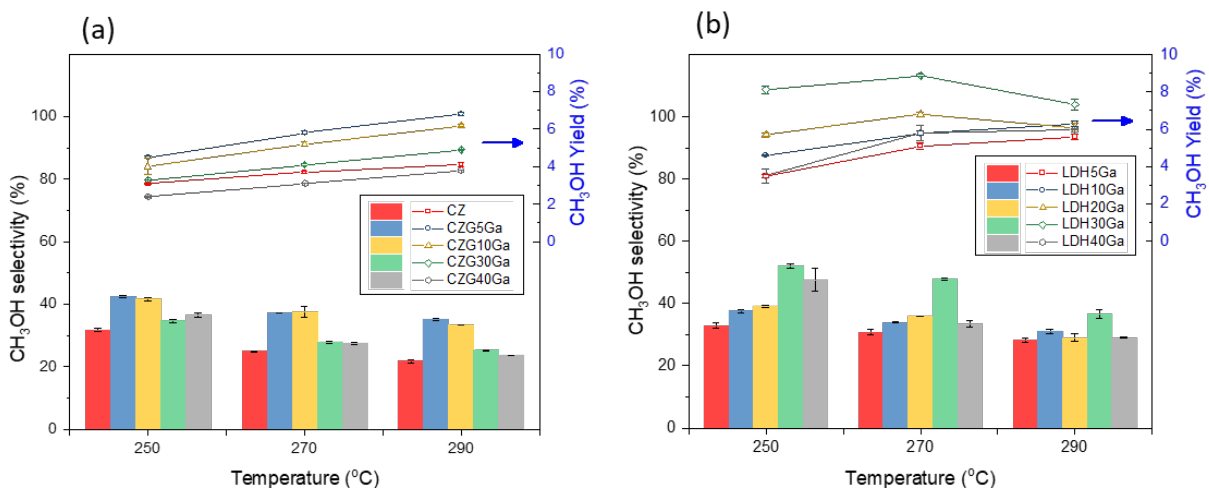 (a)
CH₃OH selectivity (%)
0
20
40
60
80
100
0
2
4
6
8
10
CH₃OH Yield (%)
CZ
CZG5Ga
CZG10Ga
CZG30Ga
CZG40Ga
250
270
290
Temperature (°C)
(b)
CH₃OH selectivity (%)
0
20
40
60
80
100
0
2
4
6
8
10
CH₃OH Yield (%)
LDH5Ga
LDH10Ga
LDH20Ga
LDH30Ga
LDH40Ga
250
270
290
Temperature (°C)